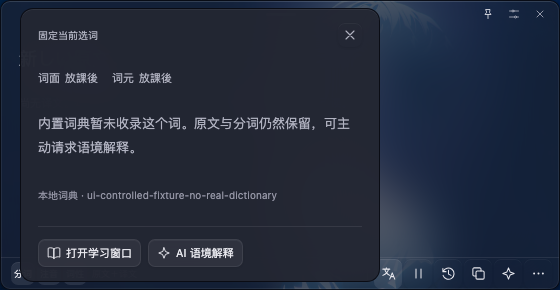 固定当前选词
词面 放課後 词元 放課後
内置词典暂未收录这个词。原文与分词仍然保留，可主
动请求语境解释。
本地词典 · ui-controlled-fixture-no-real-dictionary
打开学习窗口 AI 语境解释